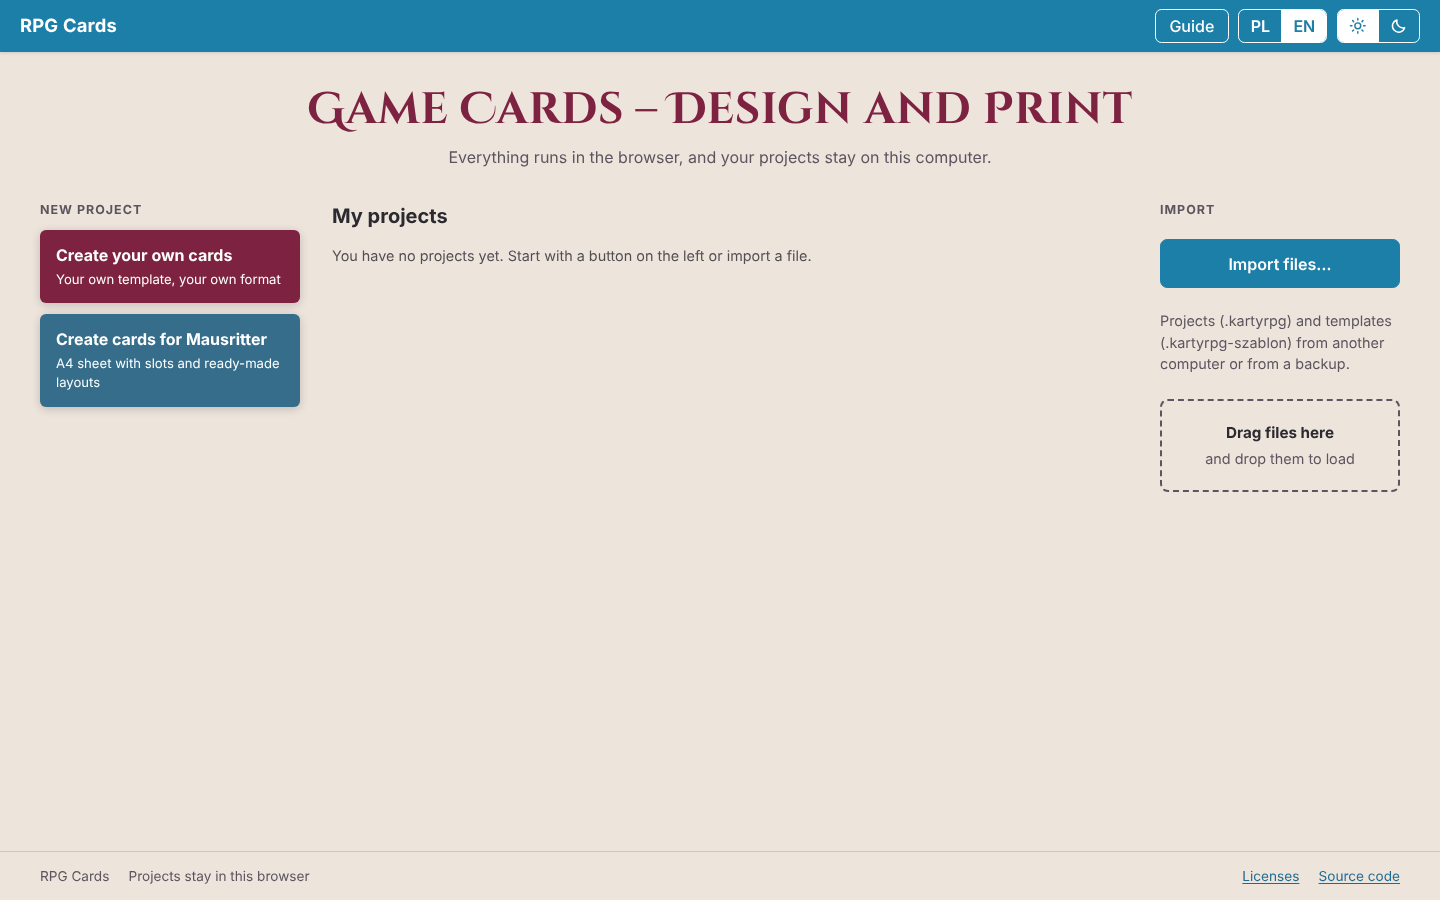 RPG Cards
Guide
PL
EN
Game Cards – Design and Print
Everything runs in the browser, and your projects stay on this computer.
NEW PROJECT
Create your own cards
Your own template, your own format
Create cards for Mausritter
A4 sheet with slots and ready-made
layouts
My projects
You have no projects yet. Start with a button on the left or import a file.
IMPORT
Import files...
Projects (.kartyrpg) and templates
(.kartyrpg-szablon) from another
computer or from a backup.
Drag files here
and drop them to load
RPG Cards
Projects stay in this browser
Licenses
Source code